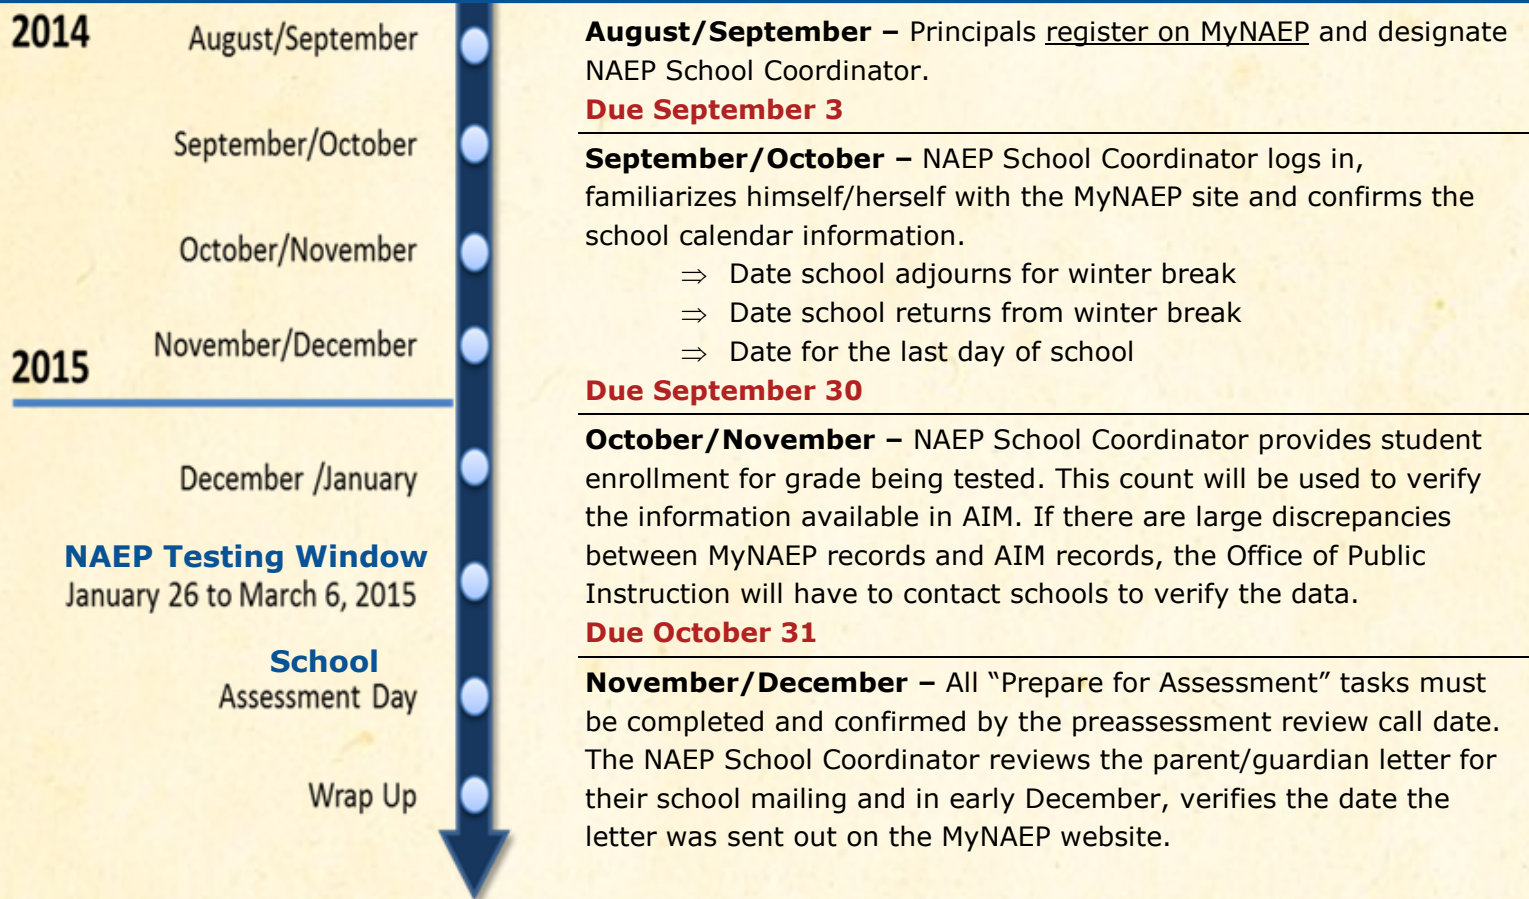 2014
August/September
September/October
October/November
November/December
2015
December /January
NAEP Testing Window
January 26 to March 6, 2015
School
Assessment Day
Wrap Up
August/September – Principals register on MyNAEP and designate
NAEP School Coordinator.
Due September 3
September/October – NAEP School Coordinator logs in,
familiarizes himself/herself with the MyNAEP site and confirms the
school calendar information.
⇒ Date school adjourns for winter break
⇒ Date school returns from winter break
⇒ Date for the last day of school
Due September 30
October/November – NAEP School Coordinator provides student
enrollment for grade being tested. This count will be used to verify
the information available in AIM. If there are large discrepancies
between MyNAEP records and AIM records, the Office of Public
Instruction will have to contact schools to verify the data.
Due October 31
November/December – All “Prepare for Assessment” tasks must
be completed and confirmed by the preassessment review call date.
The NAEP School Coordinator reviews the parent/guardian letter for
their school mailing and in early December, verifies the date the
letter was sent out on the MyNAEP website.